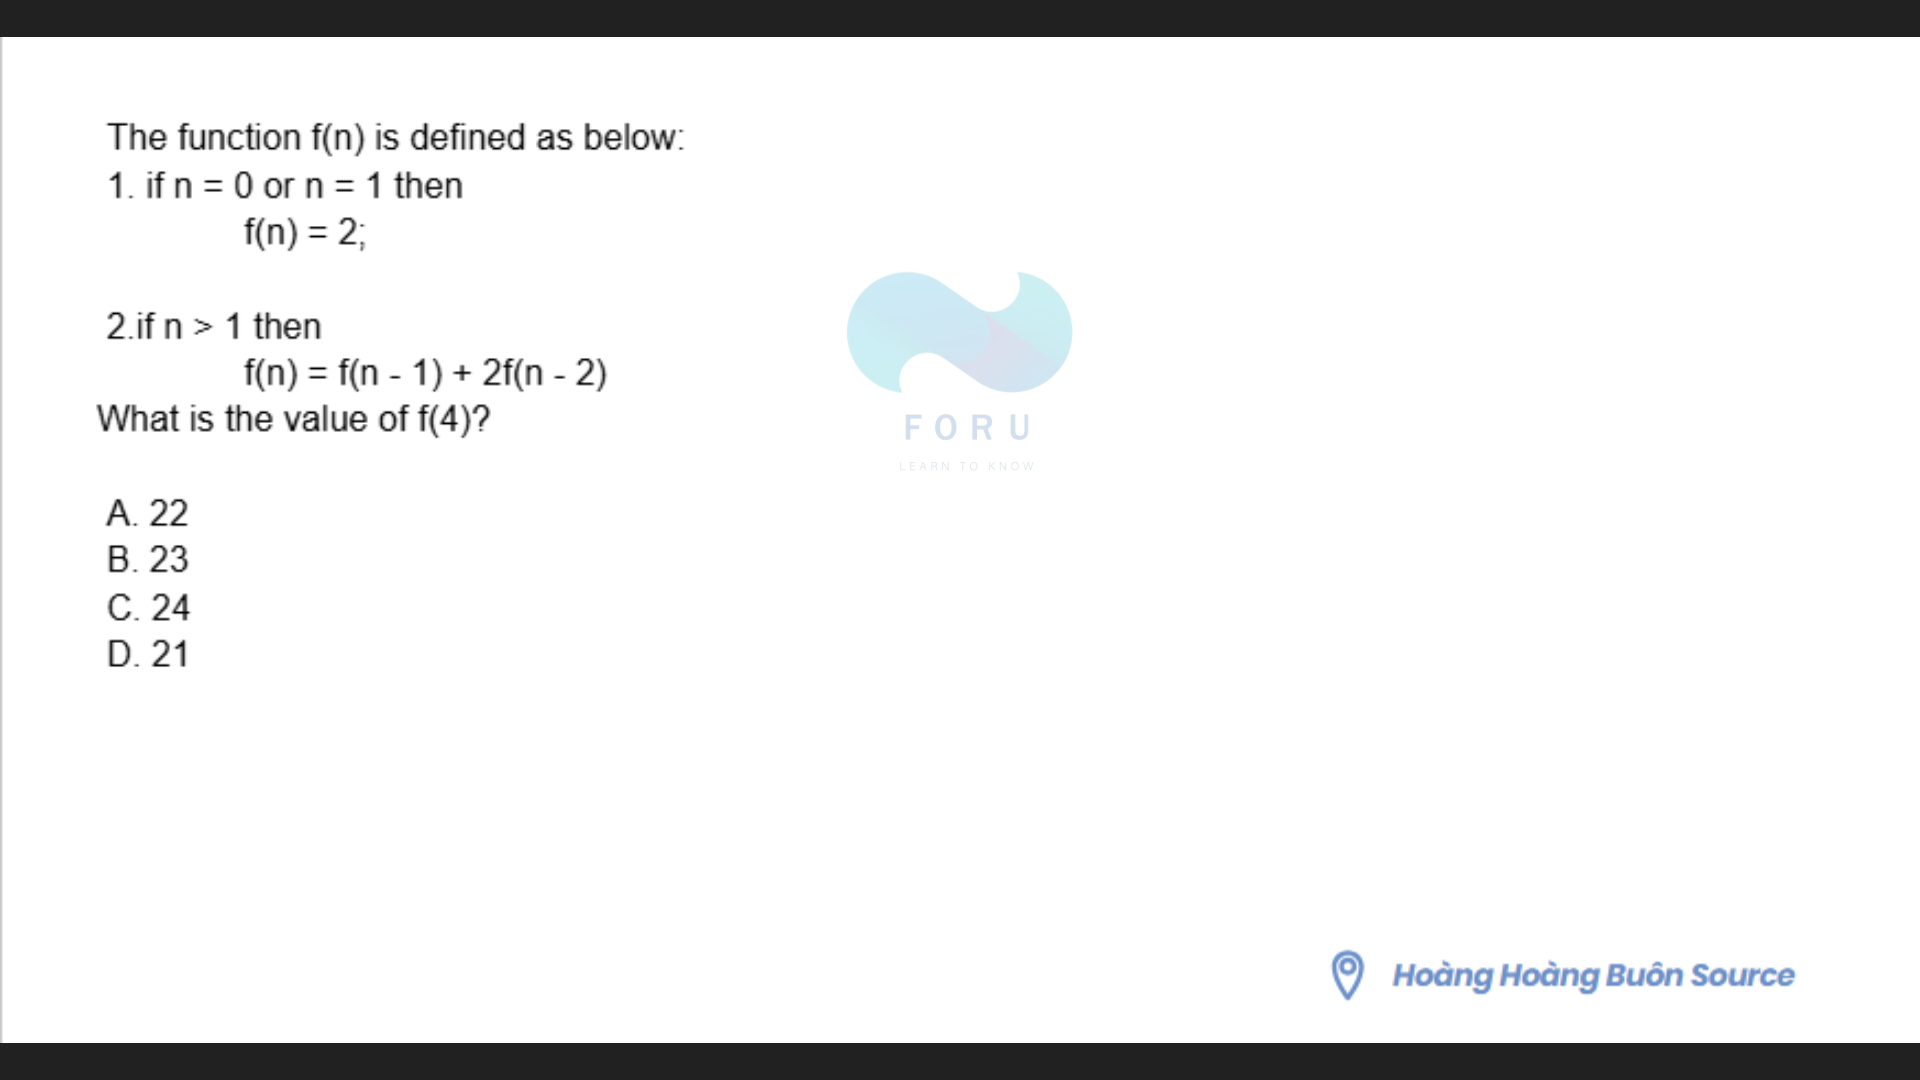 The function f(n) is defined as below:
1. if n = 0 or n = 1 then
f(n) = 2;
2.if n > 1 then
f(n) = f(n - 1) + 2f(n - 2)
What is the value of f(4)?
A. 22
B. 23
C. 24
D. 21
FORU
LEARN TO KNOW
Hoàng Hoàng Buôn Source